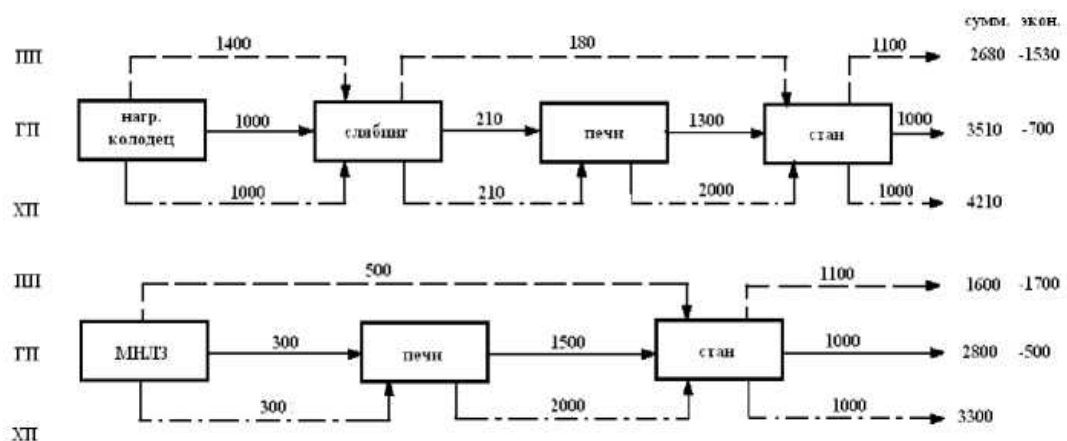 сумм. экон.
ПП 1400 180 1100 2680 -1530
ГП нагр. колодец 1000 слябинг 210 печи 1300 стан 1000 3510 -700
ХП 1000 210 2000 1000 4210
ПП 500 1100 1600 -1700
ГП МНЛЗ 300 печи 1500 стан 1000 2800 -500
ХП 300 2000 1000 3300